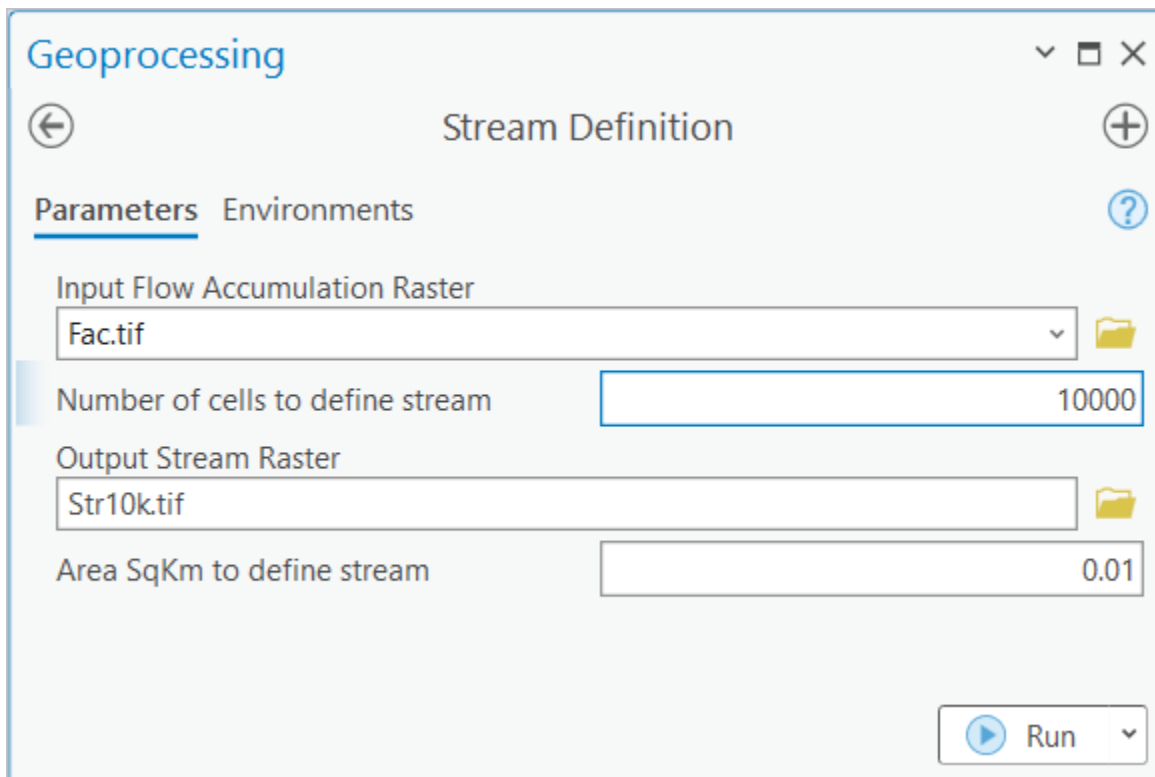 Geoprocessing
Stream Definition
Parameters Environments
Input Flow Accumulation Raster
Fac.tif
Number of cells to define stream 10000
Output Stream Raster
Str10k.tif
Area SqKm to define stream 0.01
Run